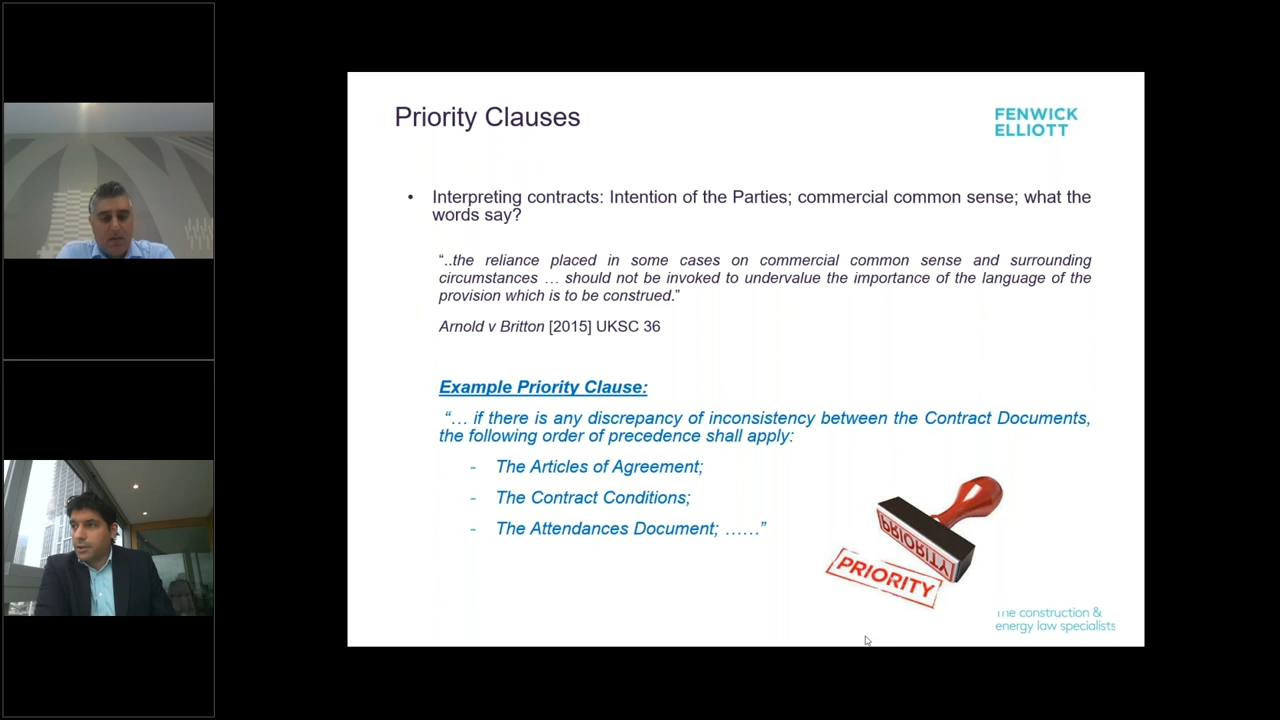 Priority Clauses
FENWICK
ELLIOTT
• Interpreting contracts: Intention of the Parties; commercial common sense; what the
words say?
“..the reliance placed in some cases on commercial common sense and surrounding
circumstances … should not be invoked to undervalue the importance of the language of the
provision which is to be construed.”
Arnold v Britton [2015] UKSC 36
Example Priority Clause:
“… if there is any discrepancy of inconsistency between the Contract Documents,
the following order of precedence shall apply:
- The Articles of Agreement;
- The Contract Conditions;
- The Attendances Document; ……”
PRIORITY
PRIORITY
The construction &
energy law specialists